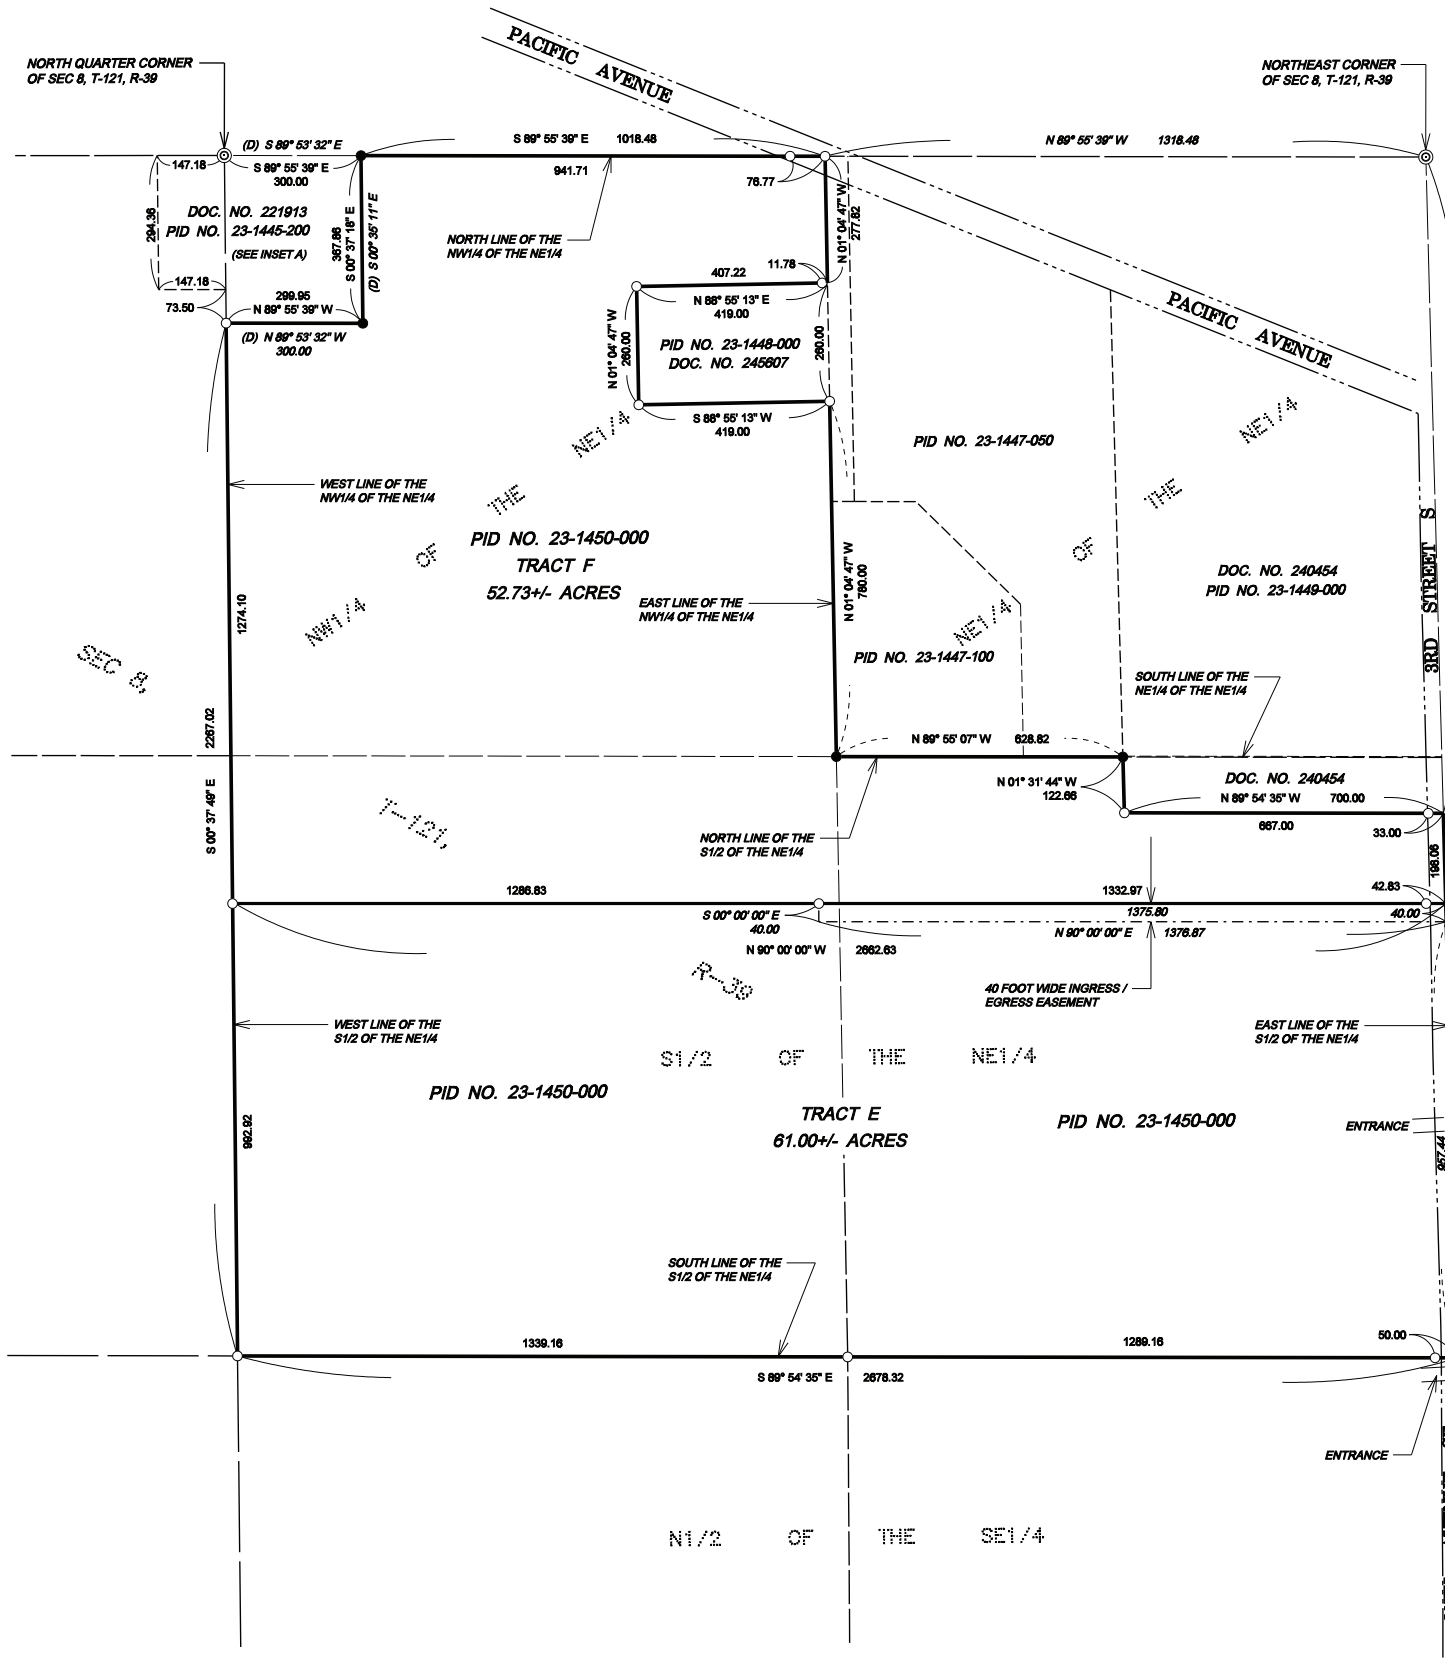 PACIFIC AVENUE
NORTH QUARTER CORNER
OF SEC 8, T-121, R-39
NORTHEAST CORNER
OF SEC 8, T-121, R-39
(D) S 89° 53' 32" E
S 89° 55' 39" E 1018.48
N 89° 55' 39" W 1318.48
147.18
S 89° 55' 39" E
300.00
941.71
76.77
294.36
DOC. NO. 221913
PID NO. 23-1445-200
(SEE INSET A)
367.86
S 00° 37' 18" E
(D) S 00° 35' 11" E
N 01° 04' 47" W
277.82
NORTH LINE OF THE
NW1/4 OF THE NE1/4
147.18
73.50
299.95
N 89° 55' 39" W
(D) N 89° 53' 32" W
300.00
407.22
11.78
N 88° 55' 13" E
419.00
N 01° 04' 47" W
260.00
PID NO. 23-1448-000
DOC. NO. 245607
260.00
S 88° 55' 13" W
419.00
PACIFIC AVENUE
NW1/4 OF THE NE1/4
NE1/4 OF THE NE1/4
PID NO. 23-1447-050
WEST LINE OF THE
NW1/4 OF THE NE1/4
PID NO. 23-1450-000
TRACT F
52.73+/- ACRES
EAST LINE OF THE
NW1/4 OF THE NE1/4
N 01° 04' 47" W
780.00
DOC. NO. 240454
PID NO. 23-1449-000
3RD STREET S
1274.10
PID NO. 23-1447-100
SEC 8,
SOUTH LINE OF THE
NE1/4 OF THE NE1/4
S 00° 37' 49" E 2267.02
N 89° 55' 07" W 628.82
N 01° 31' 44" W
122.66
DOC. NO. 240454
N 89° 54' 35" W 700.00
667.00
33.00
T-121,
NORTH LINE OF THE
S1/2 OF THE NE1/4
198.06
1286.83
1332.97
42.83
S 00° 00' 00" E
40.00
1375.80
40.00
N 90° 00' 00" E 1376.87
N 90° 00' 00" W 2662.63
R-39
40 FOOT WIDE INGRESS /
EGRESS EASEMENT
WEST LINE OF THE
S1/2 OF THE NE1/4
EAST LINE OF THE
S1/2 OF THE NE1/4
S1/2 OF THE NE1/4
PID NO. 23-1450-000
TRACT E
61.00+/- ACRES
PID NO. 23-1450-000
992.92
ENTRANCE
957.44
SOUTH LINE OF THE
S1/2 OF THE NE1/4
1339.16
1289.16
50.00
S 89° 54' 35" E 2678.32
ENTRANCE
N1/2 OF THE SE1/4